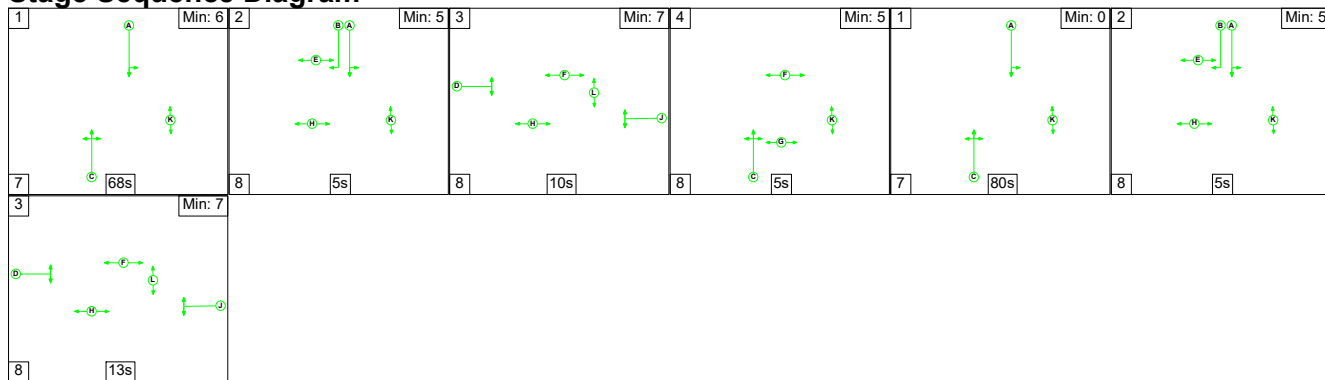 Stage Sequence Diagram
1 Min: 6 A K C 7 68s
2 Min: 5 B A E H K 8 5s
3 Min: 7 D F L H J 8 10s
4 Min: 5 F K C G 8 5s
1 Min: 0 A K C 7 80s
2 Min: 5 B A E H K 8 5s
3 Min: 7 D F L H J 8 13s